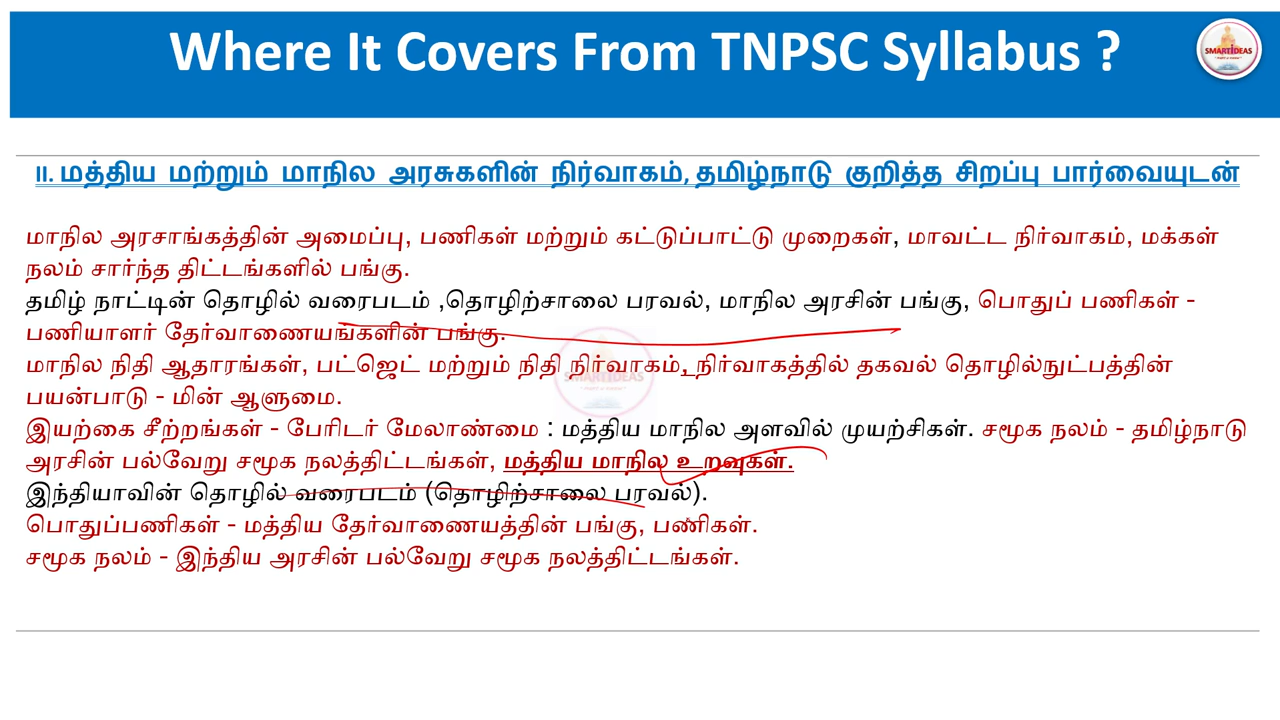 Where It Covers From TNPSC Syllabus ?
SMARTIDEAS
II. மத்திய மற்றும் மாநில அரசுகளின் நிர்வாகம், தமிழ்நாடு குறித்த சிறப்பு பார்வையுடன்
மாநில அரசாங்கத்தின் அமைப்பு, பணிகள் மற்றும் கட்டுப்பாட்டு முறைகள், மாவட்ட நிர்வாகம், மக்கள்
நலம் சார்ந்த திட்டங்களில் பங்கு.
தமிழ் நாட்டின் தொழில் வரைபடம் ,தொழிற்சாலை பரவல், மாநில அரசின் பங்கு, பொதுப் பணிகள் -
பணியாளர் தேர்வாணையங்களின் பங்கு.
மாநில நிதி ஆதாரங்கள், பட்ஜெட் மற்றும் நிதி நிர்வாகம், நிர்வாகத்தில் தகவல் தொழில்நுட்பத்தின்
பயன்பாடு - மின் ஆளுமை.
இயற்கை சீற்றங்கள் - பேரிடர் மேலாண்மை : மத்திய மாநில அளவில் முயற்சிகள். சமூக நலம் - தமிழ்நாடு
அரசின் பல்வேறு சமூக நலத்திட்டங்கள், மத்திய மாநில உறவுகள்.
இந்தியாவின் தொழில் வரைபடம் (தொழிற்சாலை பரவல்).
பொதுப்பணிகள் - மத்திய தேர்வாணையத்தின் பங்கு, பணிகள்.
சமூக நலம் - இந்திய அரசின் பல்வேறு சமூக நலத்திட்டங்கள்.
SMARTIDEAS